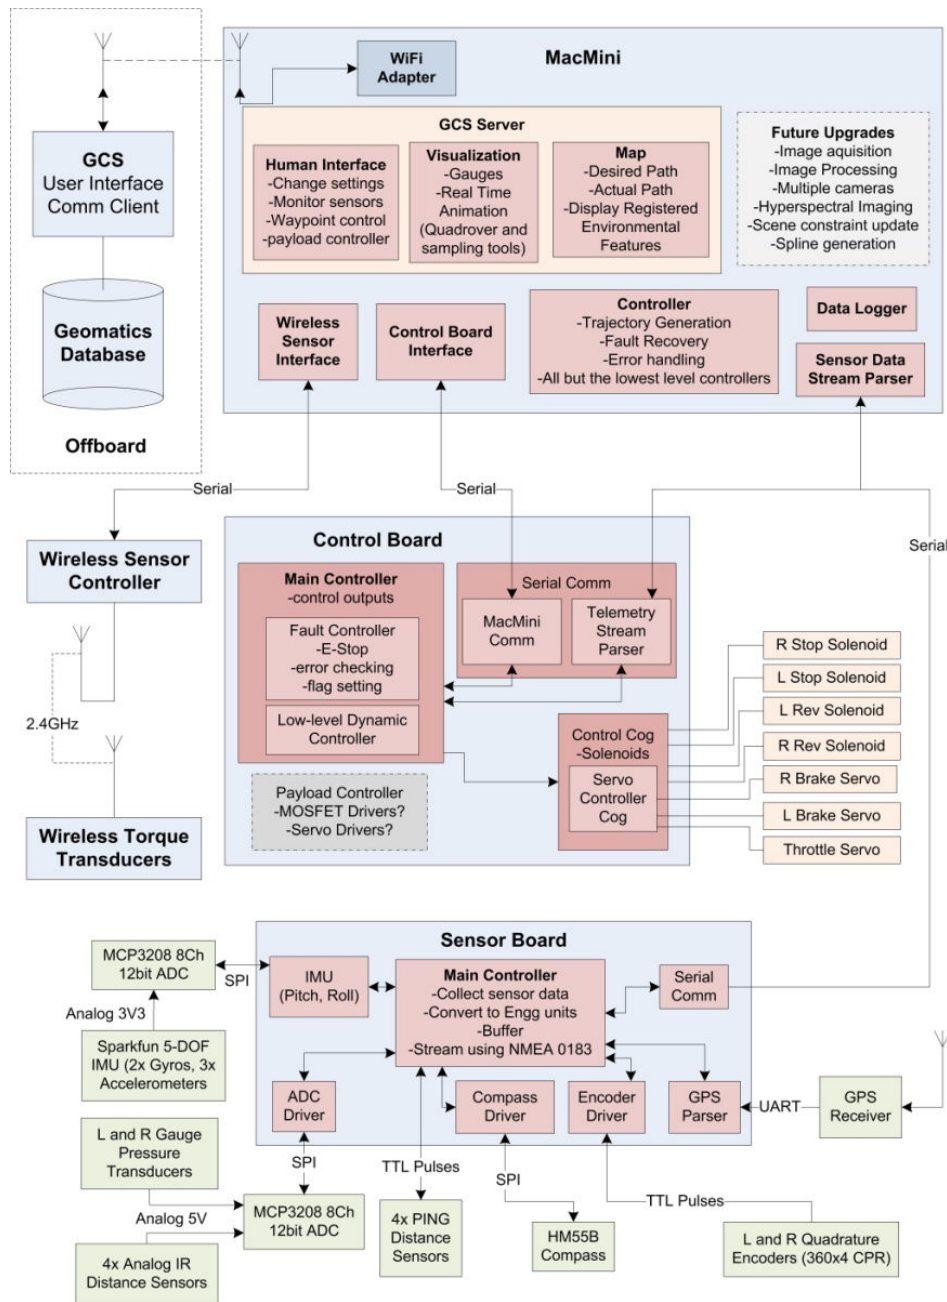 MacMini
WiFi
Adapter
GCS
User Interface
Comm Client
Geomatics
Database
Offboard
GCS Server
Human Interface
-Change settings
-Monitor sensors
-Waypoint control
-payload controller
Visualization
-Gauges
-Real Time
Animation
(Quadrover and
sampling tools)
Map
-Desired Path
-Actual Path
-Display Registered
Environmental
Features
Future Upgrades
-Image aquisition
-Image Processing
-Multiple cameras
-Hyperspectral Imaging
-Scene constraint update
-Spline generation
Wireless
Sensor
Interface
Control Board
Interface
Controller
-Trajectory Generation
-Fault Recovery
-Error handling
-All but the lowest level controllers
Data Logger
Sensor Data
Stream Parser
Serial
Serial
Serial
Wireless Sensor
Controller
2.4GHz
Wireless Torque
Transducers
Control Board
Main Controller
-control outputs
Fault Controller
-E-Stop
-error checking
-flag setting
Low-level Dynamic
Controller
Payload Controller
-MOSFET Drivers?
-Servo Drivers?
Serial Comm
MacMini
Comm
Telemetry
Stream
Parser
Control Cog
-Solenoids
Servo
Controller
Cog
R Stop Solenoid
L Stop Solenoid
L Rev Solenoid
R Rev Solenoid
R Brake Servo
L Brake Servo
Throttle Servo
Sensor Board
MCP3208 8Ch
12bit ADC
SPI
Analog 3V3
Sparkfun 5-DOF
IMU (2x Gyros, 3x
Accelerometers
IMU
(Pitch, Roll)
Main Controller
-Collect sensor data
-Convert to Engg units
-Buffer
-Stream using NMEA 0183
Serial
Comm
ADC
Driver
Compass
Driver
Encoder
Driver
GPS
Parser
UART
GPS
Receiver
L and R Gauge
Pressure
Transducers
SPI
TTL Pulses
SPI
TTL Pulses
Analog 5V
MCP3208 8Ch
12bit ADC
4x Analog IR
Distance Sensors
4x PING
Distance
Sensors
HM55B
Compass
L and R Quadrature
Encoders (360x4 CPR)